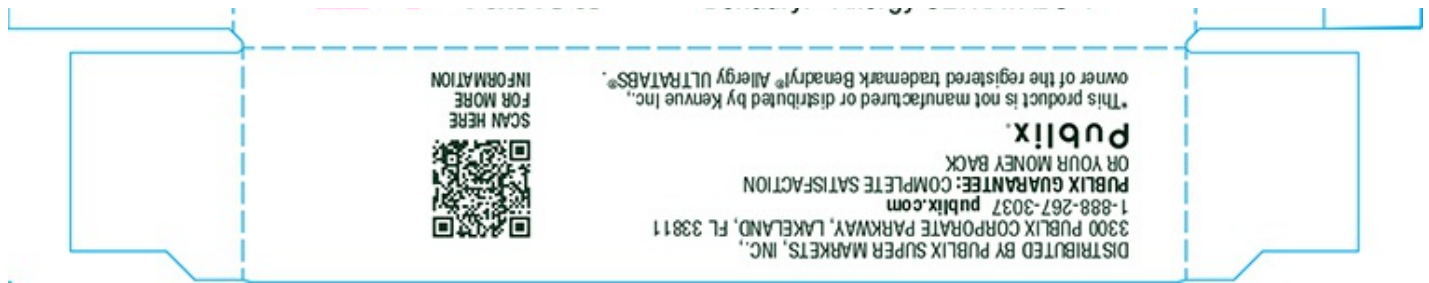 DISTRIBUTED BY PUBLIX SUPER MARKETS, INC.,
3300 PUBLIX CORPORATE PARKWAY, LAKELAND, FL 33811
1-888-267-3037 publix.com
PUBLIX GUARANTEE: COMPLETE SATISFACTION
OR YOUR MONEY BACK
Publix.
*This product is not manufactured or distributed by Kenvue Inc.,
owner of the registered trademark Benadryl® Allergy ULTRATABS®.
SCAN HERE
FOR MORE
INFORMATION